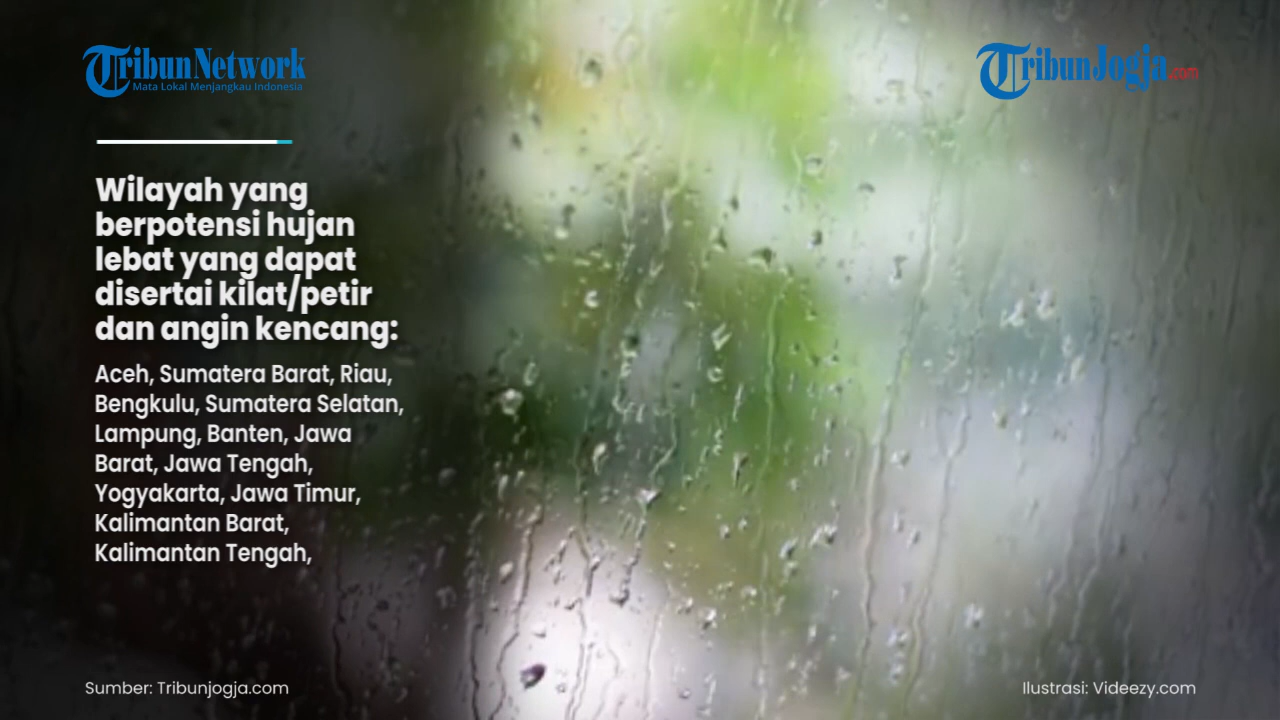 TribunNetwork
Mata Lokal Menjangkau Indonesia
TribunJogja.com
Wilayah yang
berpotensi hujan
lebat yang dapat
disertai kilat/petir
dan angin kencang:
Aceh, Sumatera Barat, Riau,
Bengkulu, Sumatera Selatan,
Lampung, Banten, Jawa
Barat, Jawa Tengah,
Yogyakarta, Jawa Timur,
Kalimantan Barat,
Kalimantan Tengah,
Sumber: Tribunjogja.com
Ilustrasi: Videezy.com